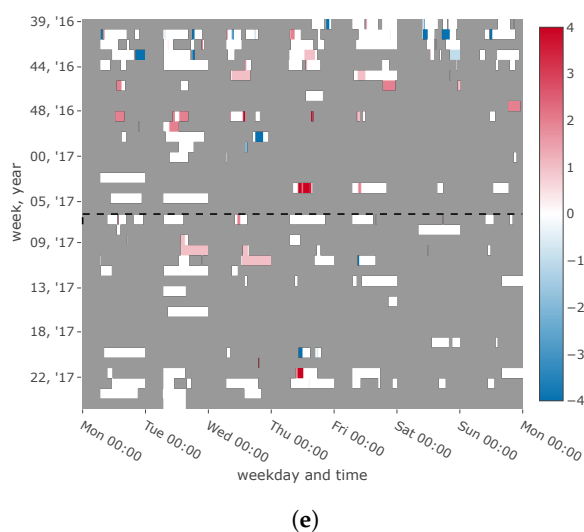 39, '16
44, '16
48, '16
00, '17
05, '17
09, '17
13, '17
18, '17
22, '17
week, year
Mon 00:00
Tue 00:00
Wed 00:00
Thu 00:00
Fri 00:00
Sat 00:00
Sun 00:00
Mon 00:00
weekday and time
4
3
2
1
0
−1
−2
−3
−4
(e)